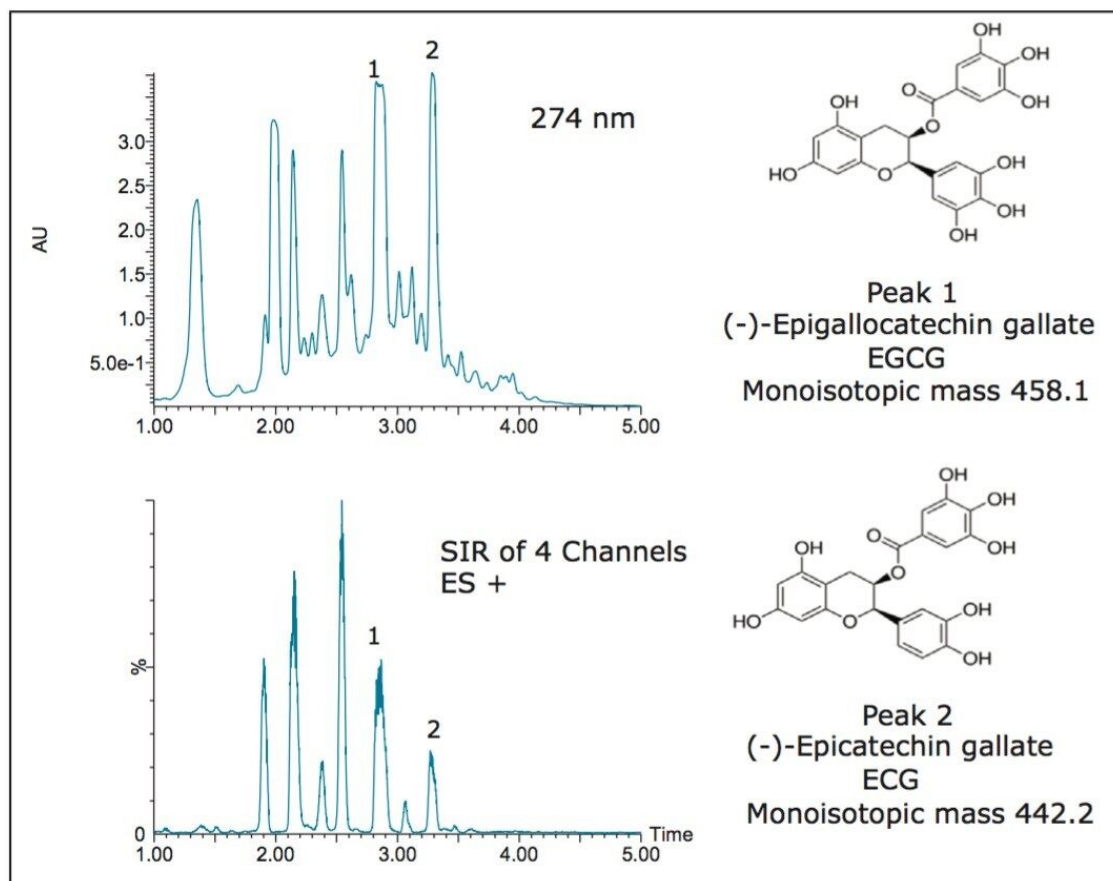 1
2
274 nm
AU
3.0
2.5
2.0
1.5
1.0
5.0e-1
1.00 2.00 3.00 4.00 5.00
OH
OH
OH
O
O
OH
HO
O
OH
OH
OH
Peak 1
(-)-Epigallocatechin gallate
EGCG
Monoisotopic mass 458.1
SIR of 4 Channels
ES +
1
2
%
0
Time
1.00 2.00 3.00 4.00 5.00
OH
OH
OH
O
O
OH
HO
O
OH
OH
Peak 2
(-)-Epicatechin gallate
ECG
Monoisotopic mass 442.2